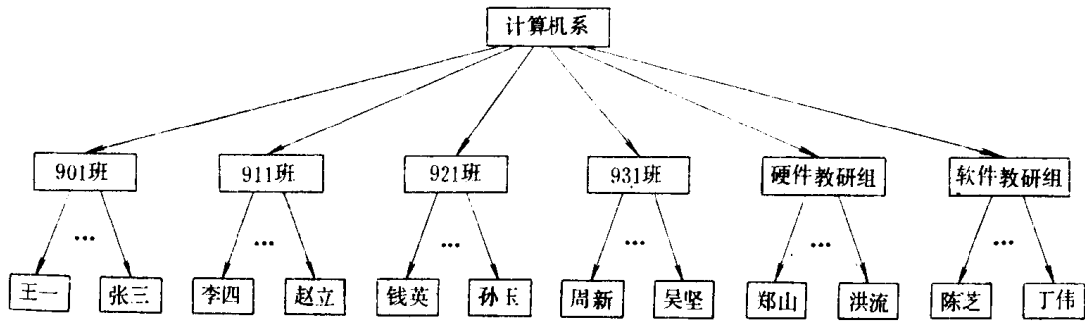 计算机系
901班 911班 921班 931班 硬件教研组 软件教研组
... ... ... ... ... ...
王一 张三 李四 赵立 钱英 孙玉 周新 吴坚 郑山 洪流 陈芝 丁伟